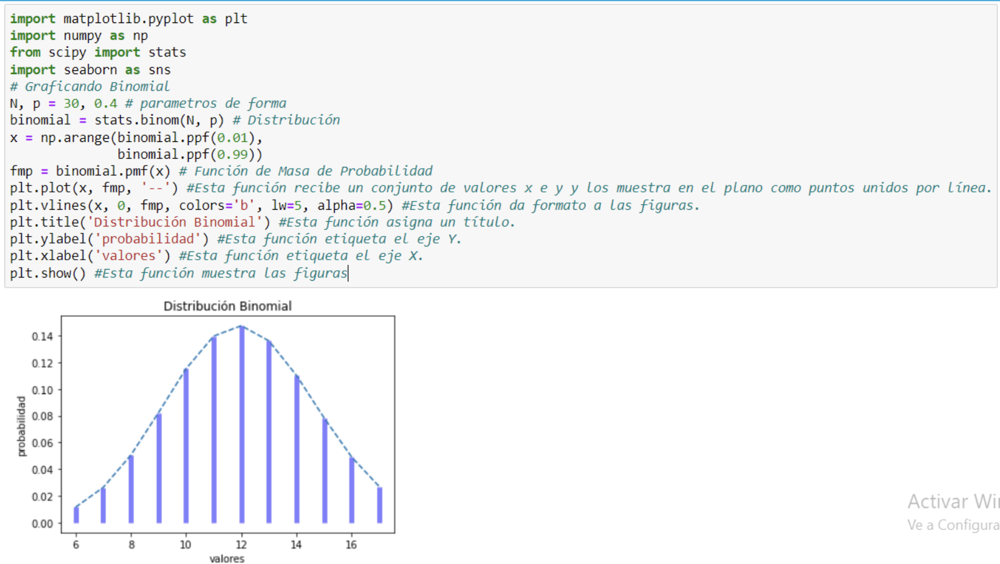 import matplotlib.pyplot as plt
import numpy as np
from scipy import stats
import seaborn as sns
# Graficando Binomial
N, p = 30, 0.4 # parametros de forma
binomial = stats.binom(N, p) # Distribución
x = np.arange(binomial.ppf(0.01),
              binomial.ppf(0.99))
fmp = binomial.pmf(x) # Función de Masa de Probabilidad
plt.plot(x, fmp, '--') #Esta función recibe un conjunto de valores x e y y los muestra en el plano como puntos unidos por línea.
plt.vlines(x, 0, fmp, colors='b', lw=5, alpha=0.5) #Esta función da formato a las figuras.
plt.title('Distribución Binomial') #Esta función asigna un título.
plt.ylabel('probabilidad') #Esta función etiqueta el eje Y.
plt.xlabel('valores') #Esta función etiqueta el eje X.
plt.show() #Esta función muestra las figuras
Distribución Binomial
probabilidad
0.14
0.12
0.10
0.08
0.06
0.04
0.02
0.00
6 8 10 12 14 16
valores
Activar Wi
Ve a Configura